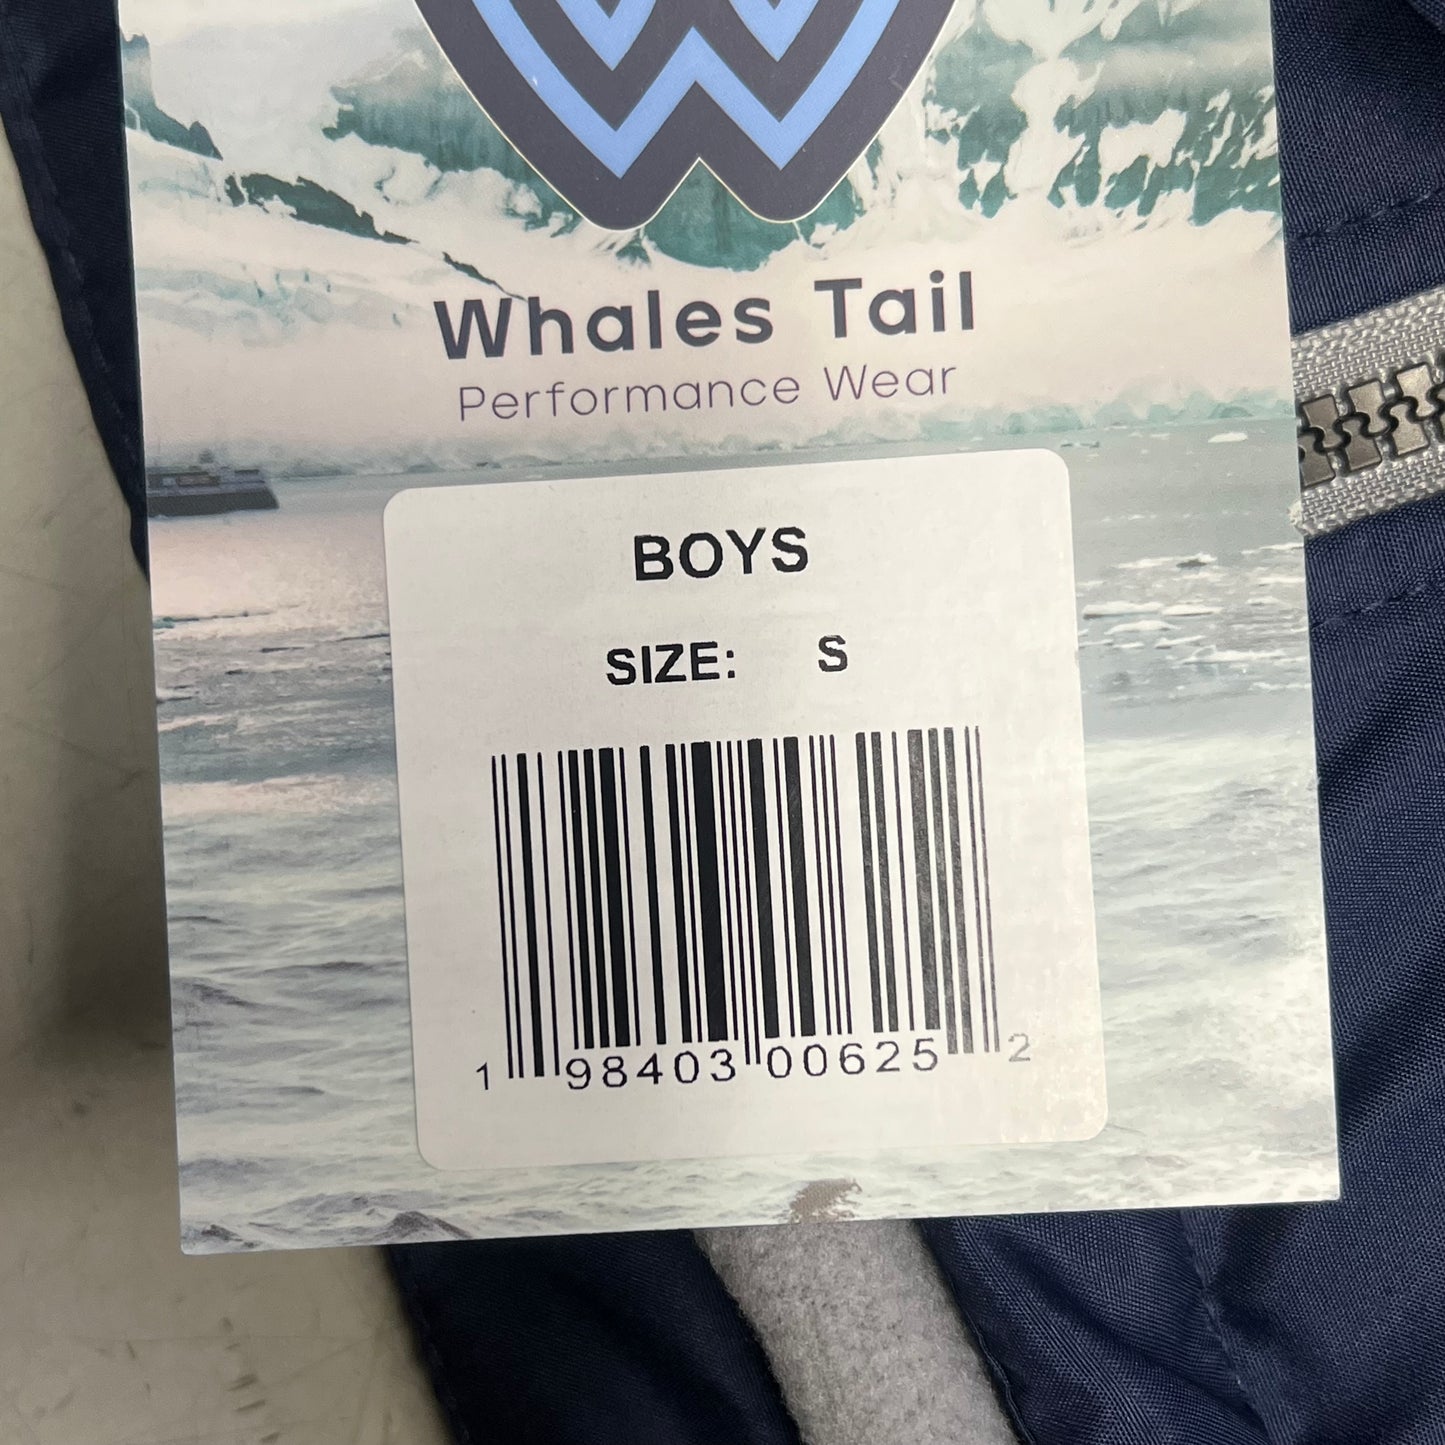 Whales Tail
Performance Wear
BOYS
SIZE: S
1 98403 00625 2